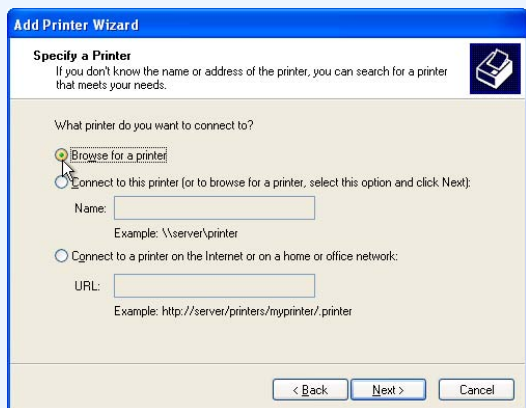 Add Printer Wizard
Specify a Printer
If you don't know the name or address of the printer, you can search for a printer
that meets your needs.
What printer do you want to connect to?
Browse for a printer
Connect to this printer (or to browse for a printer, select this option and click Next):
Name:
Example: \\server\printer
Connect to a printer on the Internet or on a home or office network:
URL:
Example: http://server/printers/myprinter/.printer
< Back
Next >
Cancel